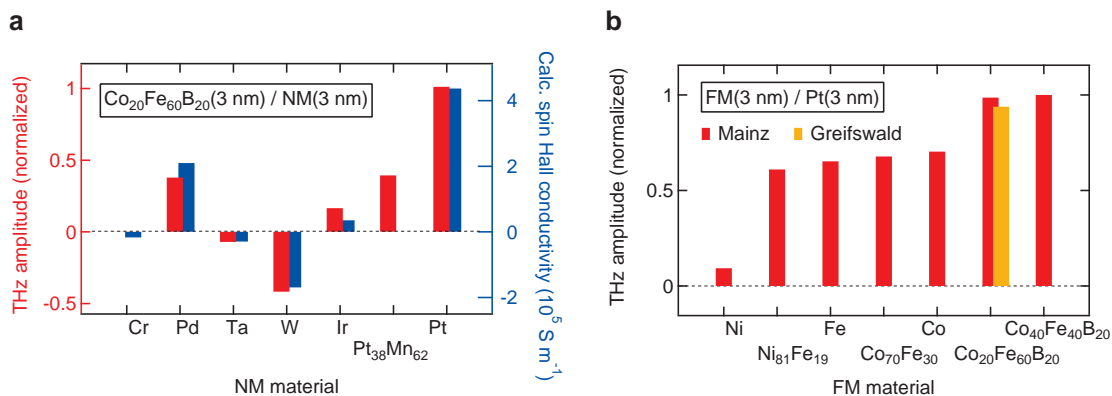 a
THz amplitude (normalized)
1
0.5
0
-0.5
Co20Fe60B20(3 nm) / NM(3 nm)
4
2
0
-2
Calc. spin Hall conductivity (10^5 S m^-1)
Cr Pd Ta W Ir Pt
Pt38Mn62
NM material
b
THz amplitude (normalized)
1
0.5
0
FM(3 nm) / Pt(3 nm)
Mainz Greifswald
Ni Fe Co Co40Fe40B20
Ni81Fe19 Co70Fe30 Co20Fe60B20
FM material